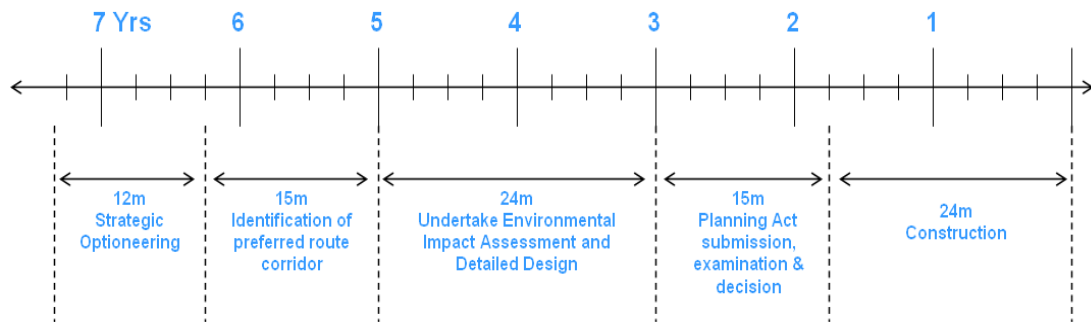 7 Yrs 6 5 4 3 2 1
12m
Strategic
Optioneering
15m
Identification of
preferred route
corridor
24m
Undertake Environmental
Impact Assessment and
Detailed Design
15m
Planning Act
submission,
examination &
decision
24m
Construction